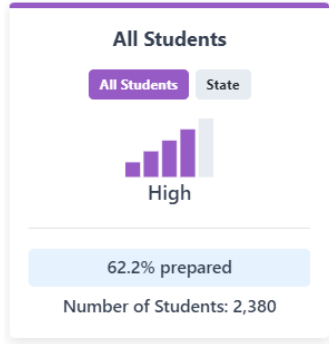 All Students
All Students State
High
62.2% prepared
Number of Students: 2,380